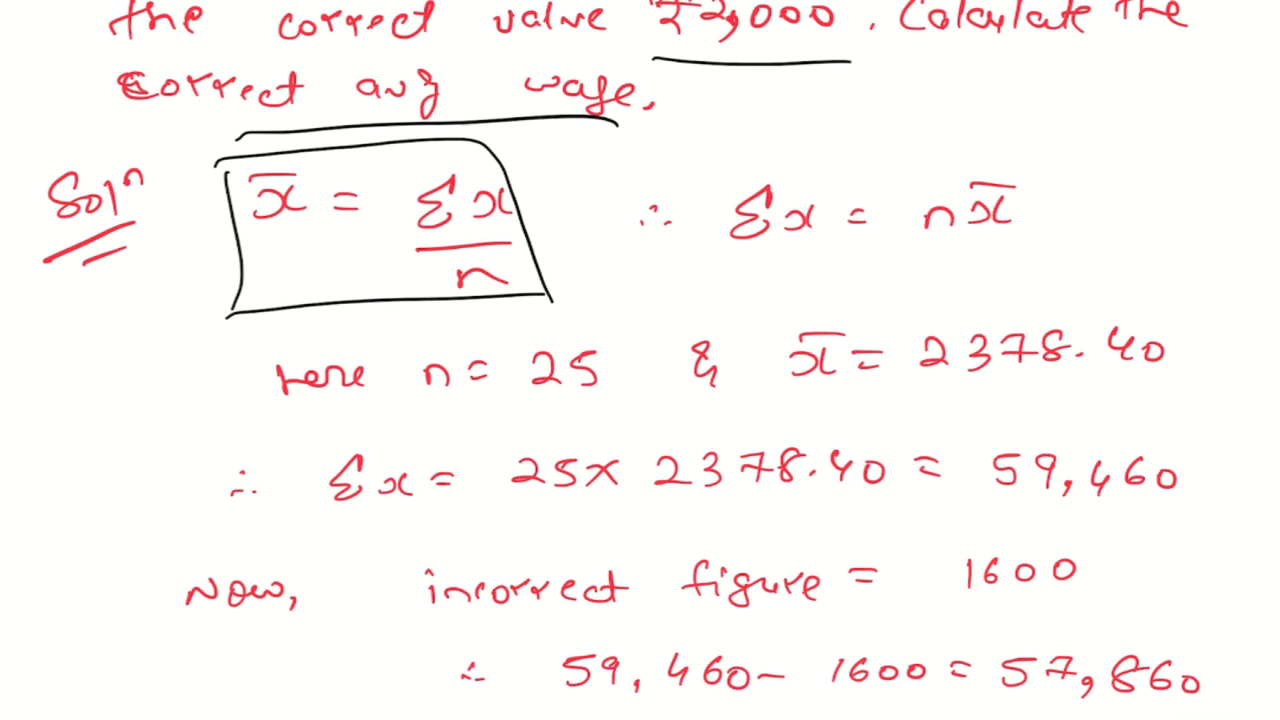 the correct value ₹2,000. Calculate the
correct avg wage.
Solⁿ x̄ = Σx / n ∴ Σx = nx̄
here n = 25 & x̄ = 2378.40
∴ Σx = 25 × 2378.40 = 59,460
Now, incorrect figure = 1600
∴ 59,460 - 1600 = 57,860